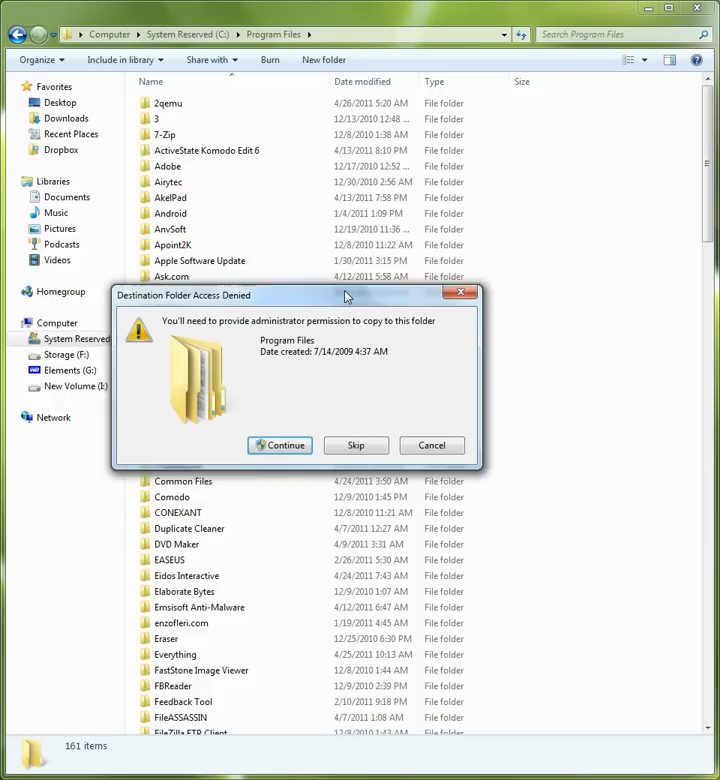 Computer ▸ System Reserved (C:) ▸ Program Files ▸
Search Program Files
Organize Include in library Share with Burn New folder
Name Date modified Type Size
Favorites
Desktop
Downloads
Recent Places
Dropbox
Libraries
Documents
Music
Pictures
Podcasts
Videos
Homegroup
Computer
System Reserved
Storage (F:)
Elements (G:)
New Volume (I:)
Network
2qemu 4/26/2011 5:20 AM File folder
3 12/13/2010 12:48 ... File folder
7-Zip 12/8/2010 1:38 AM File folder
ActiveState Komodo Edit 6 4/13/2011 8:10 PM File folder
Adobe 12/17/2010 12:52 ... File folder
Airytec 12/30/2010 2:56 AM File folder
AkelPad 4/13/2011 7:58 PM File folder
Android 1/4/2011 1:09 PM File folder
AnvSoft 12/19/2010 11:36 ... File folder
Apoint2K 12/8/2010 11:22 AM File folder
Apple Software Update 1/30/2011 3:15 PM File folder
Ask.com 4/12/2011 5:58 AM File folder
Destination Folder Access Denied
You'll need to provide administrator permission to copy to this folder
Program Files
Date created: 7/14/2009 4:37 AM
Continue Skip Cancel
Common Files 4/24/2011 3:50 AM File folder
Comodo 12/9/2010 1:45 PM File folder
CONEXANT 12/8/2010 11:21 AM File folder
Duplicate Cleaner 4/7/2011 12:27 AM File folder
DVD Maker 4/9/2011 3:31 AM File folder
EASEUS 2/26/2011 5:30 AM File folder
Eidos Interactive 4/24/2011 7:43 AM File folder
Elaborate Bytes 12/9/2010 1:07 AM File folder
Emsisoft Anti-Malware 4/12/2011 6:47 AM File folder
enzofleri.com 1/19/2011 4:45 AM File folder
Eraser 12/25/2010 6:30 PM File folder
Everything 4/25/2011 10:13 AM File folder
FastStone Image Viewer 12/8/2010 1:44 AM File folder
FBReader 12/9/2010 2:39 PM File folder
Feedback Tool 2/10/2011 9:18 PM File folder
FileASSASSIN 4/7/2011 1:08 AM File folder
FileZilla FTP Client 12/8/2010 1:43 AM File folder
161 items